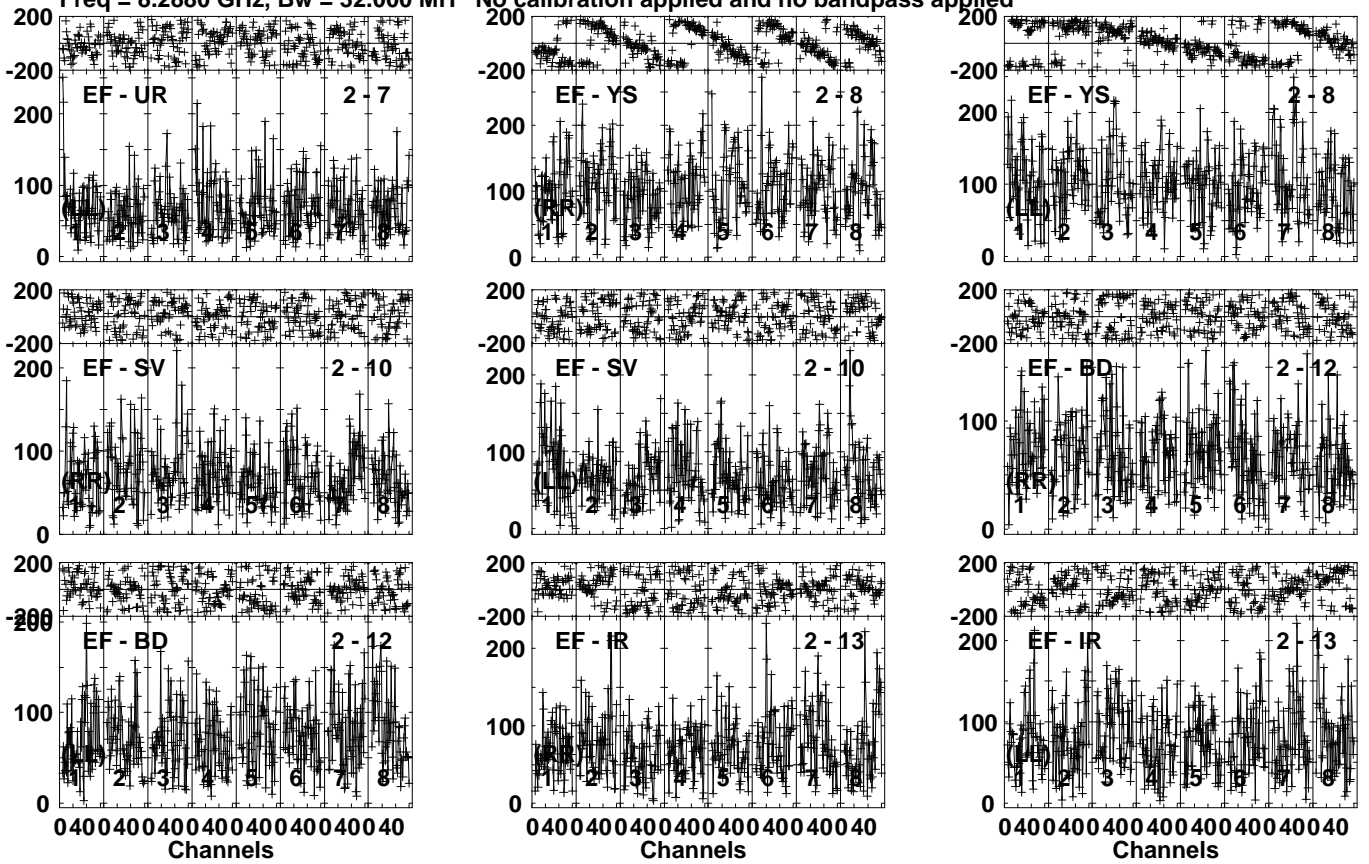 Freq = 8.2880 GHz, Bw = 32.000 MH No calibration applied and no bandpass applied
200 200 200
-200 -200 -200
EF - UR 2 - 7 EF - YS 2 - 8 EF - YS 2 - 8
200 200 200
100 100 100
(LL) (RR) (LL)
1 2 3 4 5 6 7 8 1 2 3 4 5 6 7 8 1 2 3 4 5 6 7 8
0 0 0
200 200 200
-200 -200 -200
EF - SV 2 - 10 EF - SV 2 - 10 EF - BD 2 - 12
200 200
100 100 100
(RR) (LL) (RR)
1 2 3 4 5 6 7 8 1 2 3 4 5 6 7 8 1 2 3 4 5 6 7 8
0 0 0
200 200 200
-200 -200 -200
200
EF - BD 2 - 12 EF - IR 2 - 13 EF - IR 2 - 13
200 200
100 100 100
(LL) (RR) (LL)
1 2 3 4 5 6 7 8 1 2 3 4 5 6 7 8 1 2 3 4 5 6 7 8
0 0 0
0 40 0 40 0 40 0 40 0 40 0 40 0 40 0 40 0 40 0 40 0 40 0 40 0 40 0 40 0 40 0 40 0 40 0 40 0 40 0 40 0 40 0 40 0 40 0 40
Channels Channels Channels